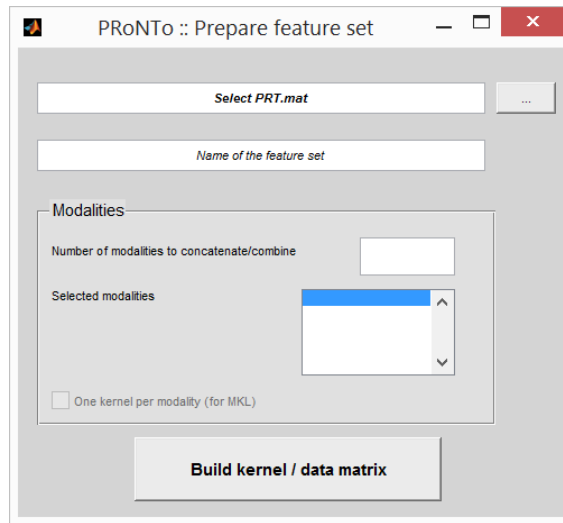 PRoNTo :: Prepare feature set
Select PRT.mat
...
Name of the feature set
Modalities
Number of modalities to concatenate/combine
Selected modalities
One kernel per modality (for MKL)
Build kernel / data matrix